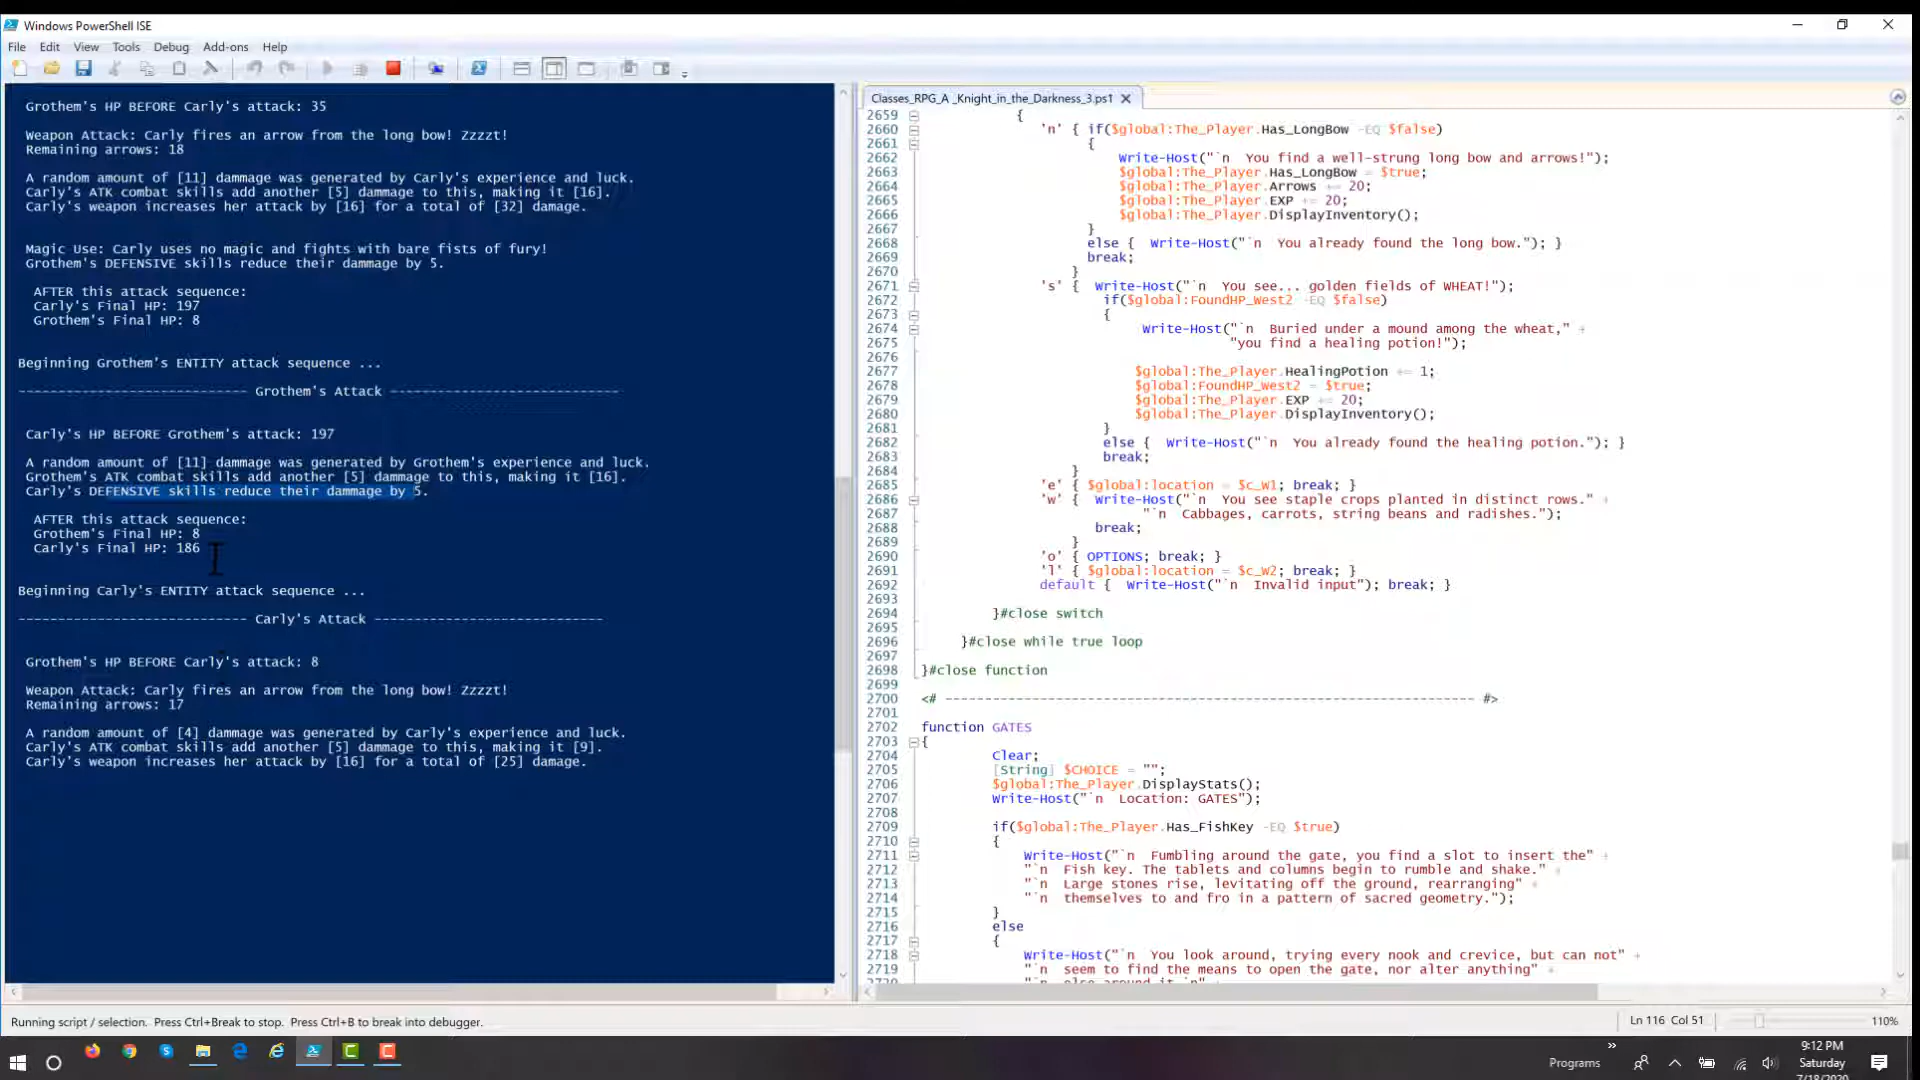 Windows PowerShell ISE
File Edit View Tools Debug Add-ons Help
Grothem's HP BEFORE Carly's attack: 35
Weapon Attack: Carly fires an arrow from the long bow! Zzzzt!
Remaining arrows: 18
A random amount of [11] dammage was generated by Carly's experience and luck.
Carly's ATK combat skills add another [5] dammage to this, making it [16].
Carly's weapon increases her attack by [16] for a total of [32] damage.
Magic Use: Carly uses no magic and fights with bare fists of fury!
Grothem's DEFENSIVE skills reduce their dammage by 5.
AFTER this attack sequence:
Carly's Final HP: 197
Grothem's Final HP: 8
Beginning Grothem's ENTITY attack sequence ...
----------------------------- Grothem's Attack -----------------------------
Carly's HP BEFORE Grothem's attack: 197
A random amount of [11] dammage was generated by Grothem's experience and luck.
Grothem's ATK combat skills add another [5] dammage to this, making it [16].
Carly's DEFENSIVE skills reduce their dammage by 5.
AFTER this attack sequence:
Grothem's Final HP: 8
Carly's Final HP: 186
Beginning Carly's ENTITY attack sequence ...
----------------------------- Carly's Attack -----------------------------
Grothem's HP BEFORE Carly's attack: 8
Weapon Attack: Carly fires an arrow from the long bow! Zzzzt!
Remaining arrows: 17
A random amount of [4] dammage was generated by Carly's experience and luck.
Carly's ATK combat skills add another [5] dammage to this, making it [9].
Carly's weapon increases her attack by [16] for a total of [25] damage.
Classes_RPG_A _Knight_in_the_Darkness_3.ps1
2659 {
2660 'n' { if($global:The_Player.Has_LongBow -EQ $false)
2661 {
2662 Write-Host("`n  You find a well-strung long bow and arrows!");
2663 $global:The_Player.Has_LongBow = $true;
2664 $global:The_Player.Arrows += 20;
2665 $global:The_Player.EXP += 20;
2666 $global:The_Player.DisplayInventory();
2667 }
2668 else {  Write-Host("`n  You already found the long bow."); }
2669 break;
2670 }
2671 's' {  Write-Host("`n  You see... golden fields of WHEAT!");
2672 if($global:FoundHP_West2 -EQ $false)
2673 {
2674 Write-Host("`n  Buried under a mound among the wheat," +
2675 "you find a healing potion!");
2676
2677 $global:The_Player.HealingPotion += 1;
2678 $global:FoundHP_West2 = $true;
2679 $global:The_Player.EXP += 20;
2680 $global:The_Player.DisplayInventory();
2681 }
2682 else {  Write-Host("`n  You already found the healing potion."); }
2683 break;
2684 }
2685 'e' { $global:location = $c_W1; break; }
2686 'w' {  Write-Host("`n  You see staple crops planted in distinct rows." +
2687 "`n  Cabbages, carrots, string beans and radishes.");
2688 break;
2689 }
2690 'o' { OPTIONS; break; }
2691 'l' { $global:location = $c_W2; break; }
2692 default {  Write-Host("`n  Invalid input"); break; }
2693
2694 }#close switch
2695
2696 }#close while true loop
2697
2698 }#close function
2699
2700 <# ------------------------------------------------------------------- #>
2701
2702 function GATES
2703 {
2704 Clear;
2705 [String] $CHOICE = "";
2706 $global:The_Player.DisplayStats();
2707 Write-Host("`n  Location: GATES");
2708
2709 if($global:The_Player.Has_FishKey -EQ $true)
2710 {
2711 Write-Host("`n  Fumbling around the gate, you find a slot to insert the" +
2712 "`n  Fish key. The tablets and columns begin to rumble and shake." +
2713 "`n  Large stones rise, levitating off the ground, rearranging" +
2714 "`n  themselves to and fro in a pattern of sacred geometry.");
2715 }
2716 else
2717 {
2718 Write-Host("`n  You look around, trying every nook and crevice, but can not" +
2719 "`n  seem to find the means to open the gate, nor alter anything" +
Running script / selection.  Press Ctrl+Break to stop.  Press Ctrl+B to break into debugger.
Ln 116 Col 51
110%
Programs
9:12 PM
Saturday
7/18/2020